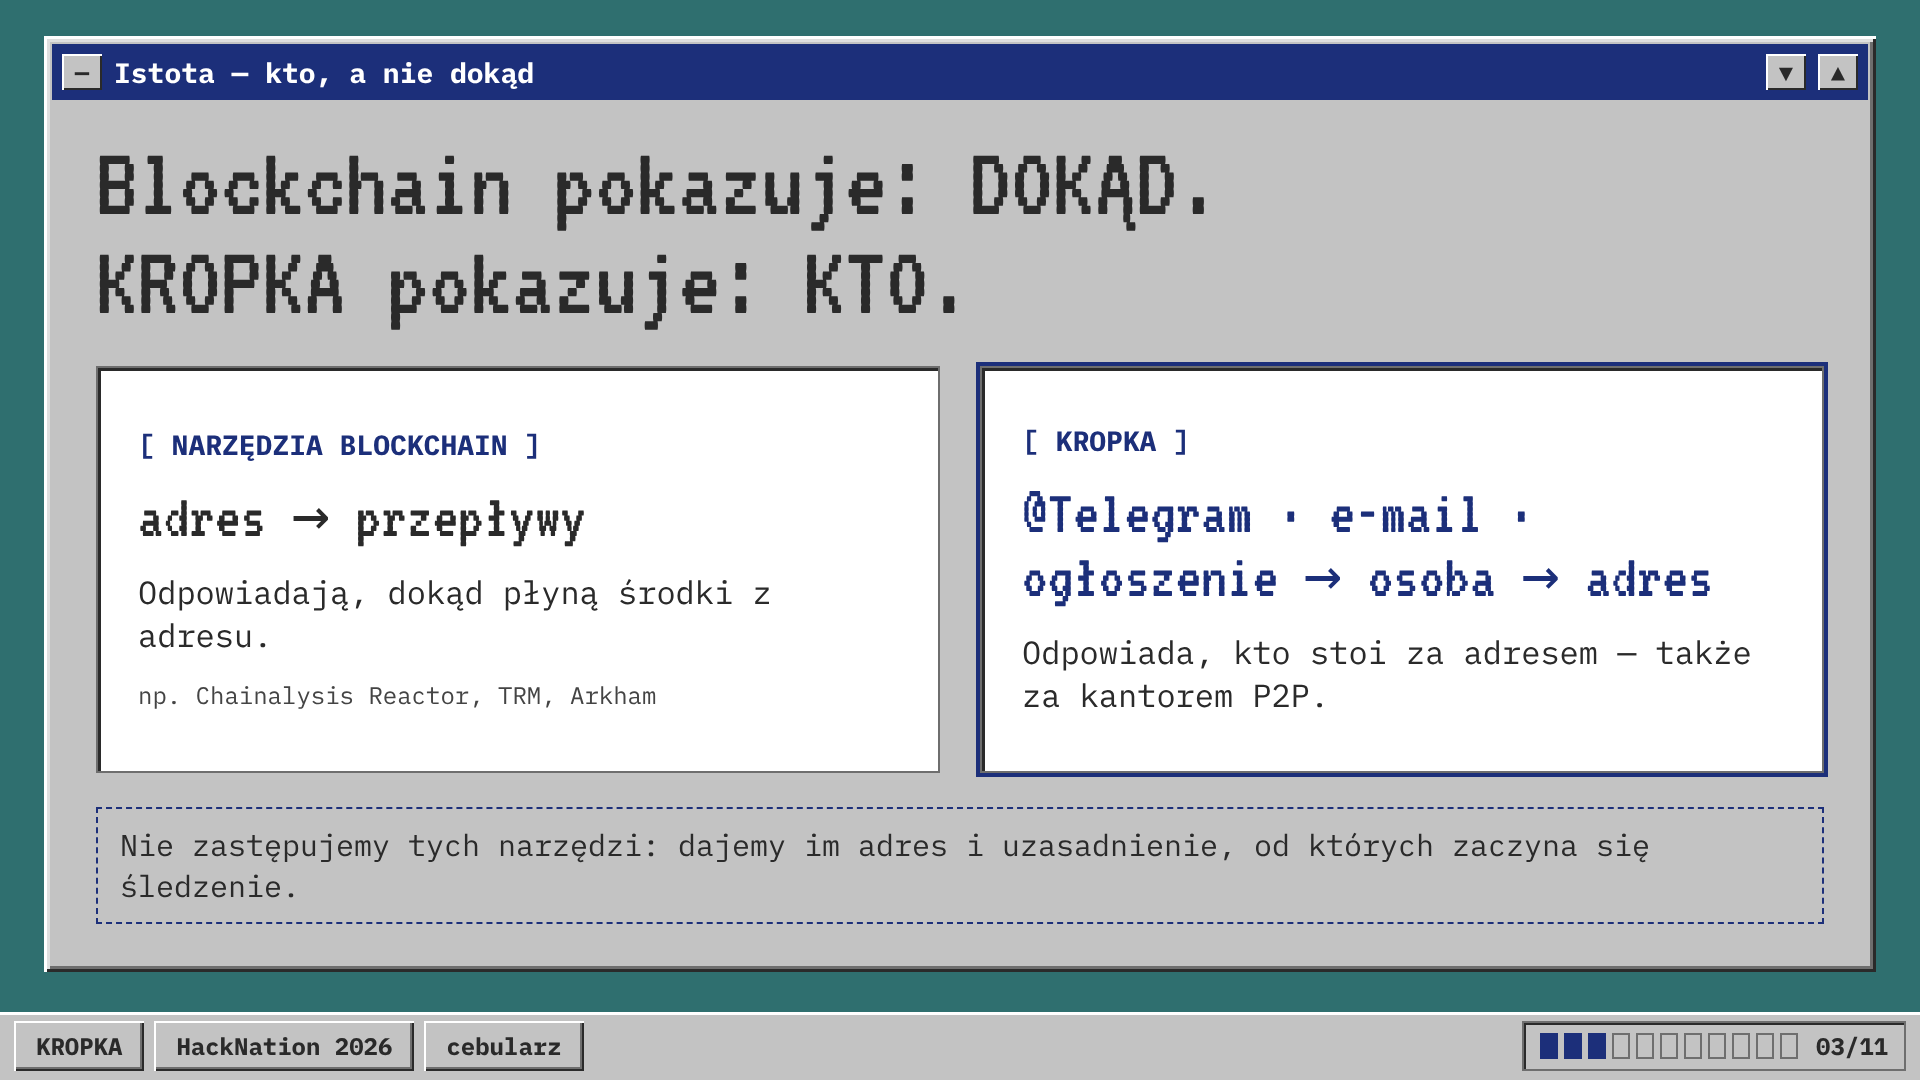 Istota — kto, a nie dokąd
Blockchain pokazuje: DOKĄD.
KROPKA pokazuje: KTO.
[ NARZĘDZIA BLOCKCHAIN ]
adres → przepływy
Odpowiadają, dokąd płyną środki z
adresu.
np. Chainalysis Reactor, TRM, Arkham
[ KROPKA ]
@Telegram · e-mail ·
ogłoszenie → osoba → adres
Odpowiada, kto stoi za adresem — także
za kantorem P2P.
Nie zastępujemy tych narzędzi: dajemy im adres i uzasadnienie, od których zaczyna się
śledzenie.
KROPKA
HackNation 2026
cebularz
03/11